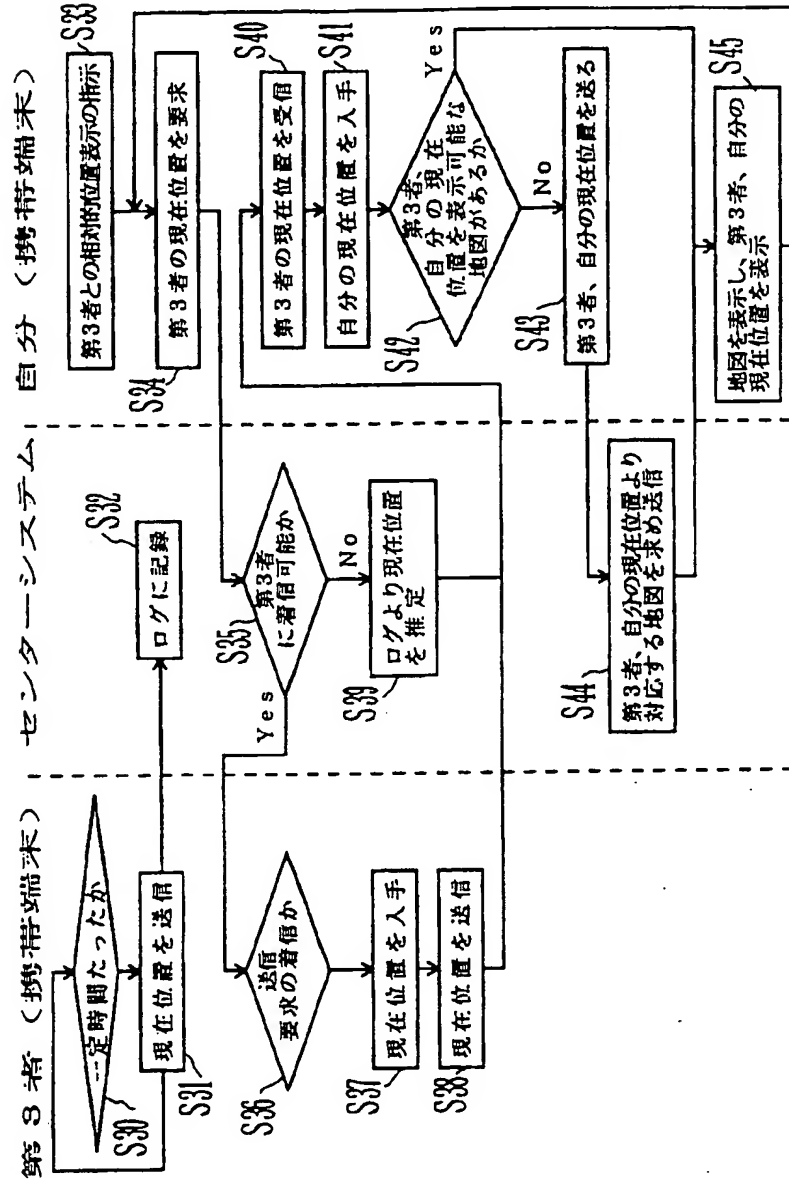 第3者(携帯端末)
一定時間たったか
S30
現在位置を送信
S31
送信
要求の着信か
S36
現在位置を入手
S37
現在位置を送信
S38
センターシステム
ログに記録
S32
第3者
に着信可能か
S35
Yes
No
ログより現在位置
を推定
S39
第3者、自分の現在位置より
対応する地図を求め送信
S44
自分(携帯端末)
第3者との相対的位置表示の指示
S33
第3者の現在位置を要求
S34
第3者の現在位置を受信
S40
自分の現在位置を入手
S41
第3者、
自分の現在
位置を表示可能な
地図があるか
S42
Yes
No
第3者、自分の現在位置を送る
S43
地図を表示し、第3者、自分の
現在位置を表示
S45